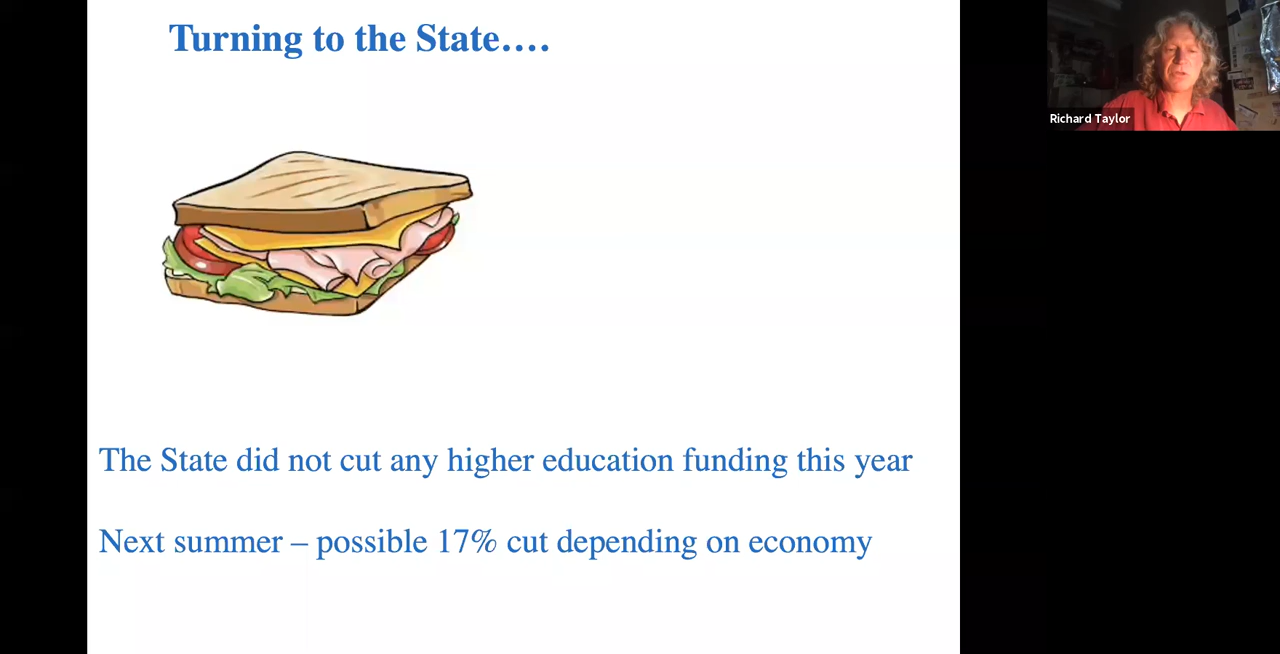 Turning to the State….
Richard Taylor
The State did not cut any higher education funding this year
Next summer – possible 17% cut depending on economy